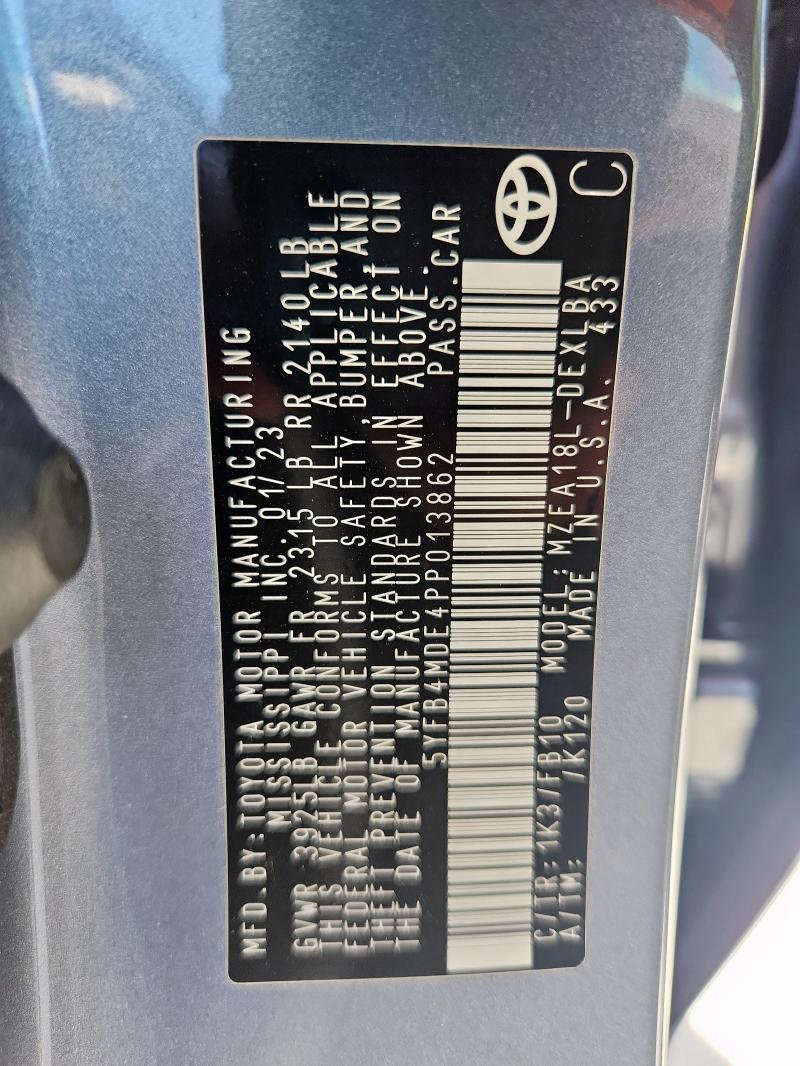 MFD.BY:TOYOTA MOTOR MANUFACTURING
MISSISSIPPI INC. 01/23
GVWR 3925LB GAWR FR 2315 LB RR 2140LB
THIS VEHICLE CONFORMS TO ALL APPLICABLE
FEDERAL MOTOR VEHICLE SAFETY, BUMPER, AND
THEFT PREVENTION STANDARDS IN EFFECT ON
THE DATE OF MANUFACTURE SHOWN ABOVE.
5YFB4MDE4PP013862 PASS.CAR
C/TR: 1K3/FB10 MODEL: MZEA18L-DEXLBA
A/TM: /K120 MADE IN U.S.A. 433
C